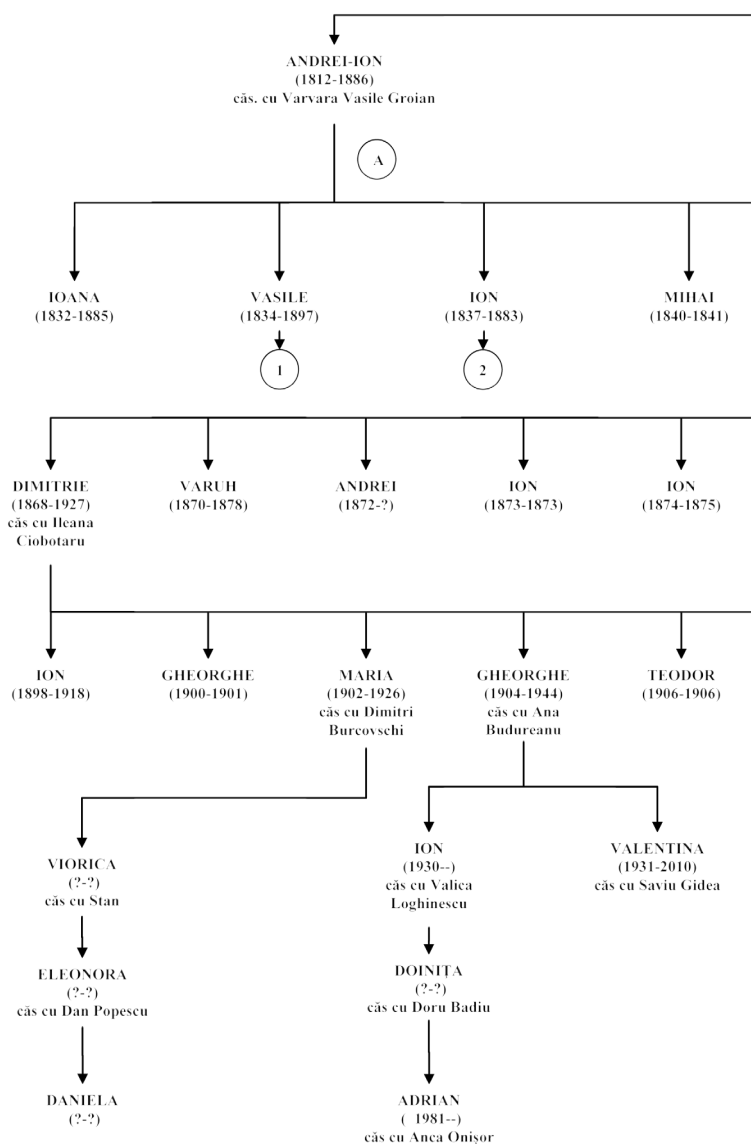 ANDREI-ION
(1812-1886)
căs. cu Varvara Vasile Groian
A
IOANA
(1832-1885)
VASILE
(1834-1897)
ION
(1837-1883)
MIHAI
(1840-1841)
1
2
DIMITRIE
(1868-1927)
căs cu Ileana
Ciobotaru
VARUH
(1870-1878)
ANDREI
(1872-?)
ION
(1873-1873)
ION
(1874-1875)
ION
(1898-1918)
GHEORGHE
(1900-1901)
MARIA
(1902-1926)
căs cu Dimitri
Burcovschi
GHEORGHE
(1904-1944)
căs cu Ana
Budureanu
TEODOR
(1906-1906)
VIORICA
(?-?)
căs cu Stan
ION
(1930--)
căs cu Valica
Loghinescu
VALENTINA
(1931-2010)
căs cu Saviu Gidea
ELEONORA
(?-?)
căs cu Dan Popescu
DOINIȚA
(?-?)
căs cu Doru Badiu
DANIELA
(?-?)
ADRIAN
( 1981--)
căs cu Anca Onișor